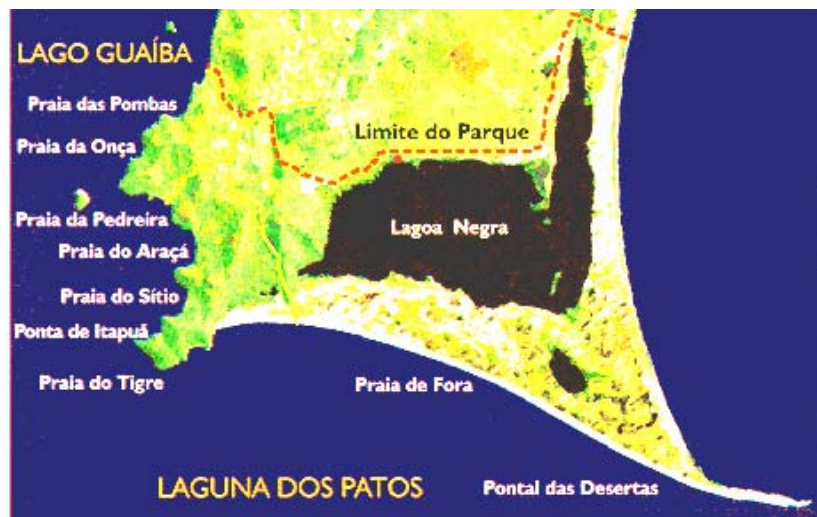 LAGO GUAÍBA
Praia das Pombas
Limite do Parque
Praia da Onça
Praia da Pedreira
Lagoa Negra
Praia do Araçá
Praia do Sítio
Ponta de Itapuã
Praia do Tigre
Praia de Fora
LAGUNA DOS PATOS
Pontal das Desertas